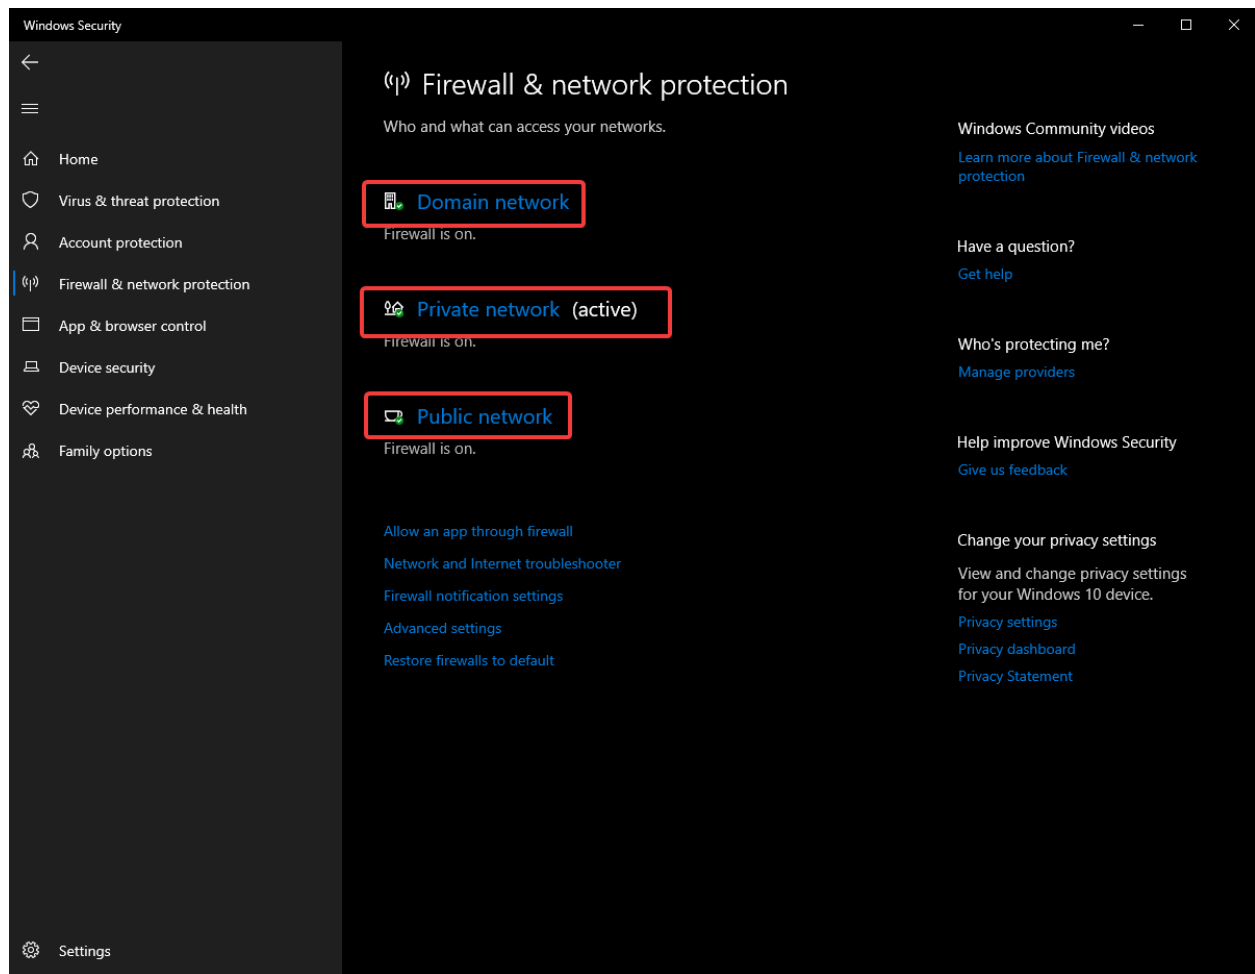 Windows Security
Home
Virus & threat protection
Account protection
Firewall & network protection
App & browser control
Device security
Device performance & health
Family options
Settings
Firewall & network protection
Who and what can access your networks.
Domain network
Firewall is on.
Private network (active)
Firewall is on.
Public network
Firewall is on.
Allow an app through firewall
Network and Internet troubleshooter
Firewall notification settings
Advanced settings
Restore firewalls to default
Windows Community videos
Learn more about Firewall & network
protection
Have a question?
Get help
Who's protecting me?
Manage providers
Help improve Windows Security
Give us feedback
Change your privacy settings
View and change privacy settings
for your Windows 10 device.
Privacy settings
Privacy dashboard
Privacy Statement